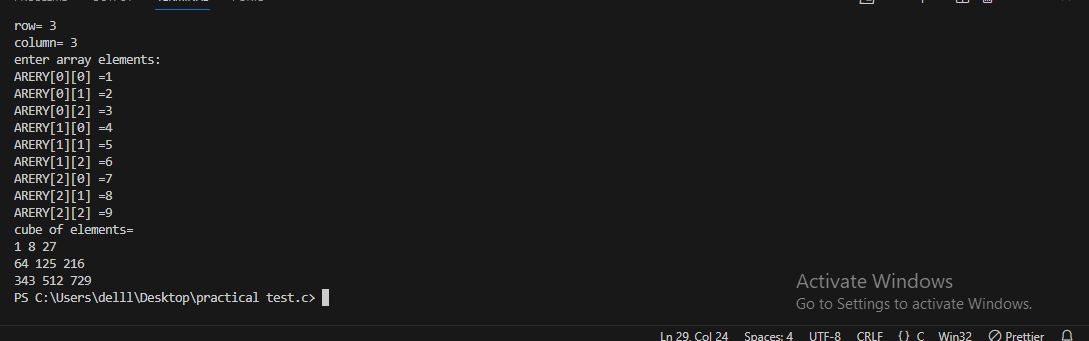 row= 3
column= 3
enter array elements:
ARERY[0][0] =1
ARERY[0][1] =2
ARERY[0][2] =3
ARERY[1][0] =4
ARERY[1][1] =5
ARERY[1][2] =6
ARERY[2][0] =7
ARERY[2][1] =8
ARERY[2][2] =9
cube of elements=
1 8 27
64 125 216
343 512 729
PS C:\Users\delll\Desktop\practical test.c>
Activate Windows
Go to Settings to activate Windows.
Ln 29, Col 24 Spaces: 4 UTF-8 CRLF {} C Win32 Prettier